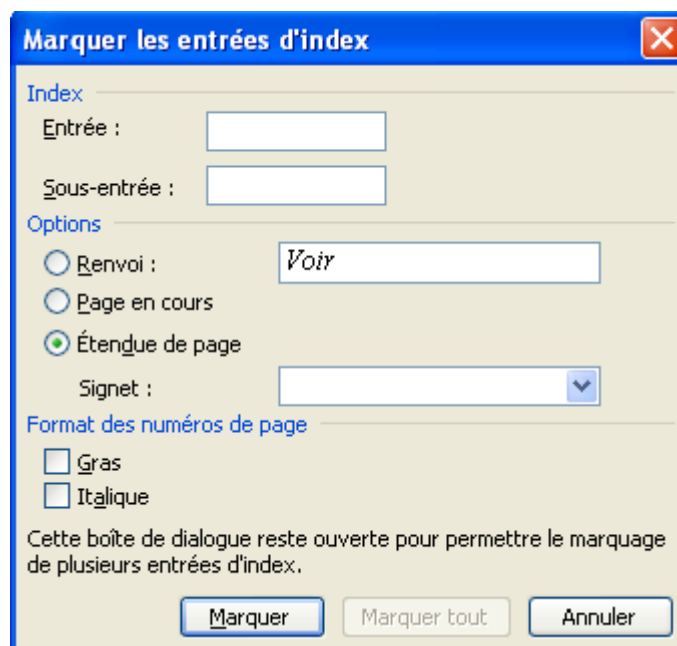 Marquer les entrées d'index
Index
Entrée :
Sous-entrée :
Options
Renvoi : Voir
Page en cours
Étendue de page
Signet :
Format des numéros de page
Gras
Italique
Cette boîte de dialogue reste ouverte pour permettre le marquage
de plusieurs entrées d'index.
Marquer Marquer tout Annuler